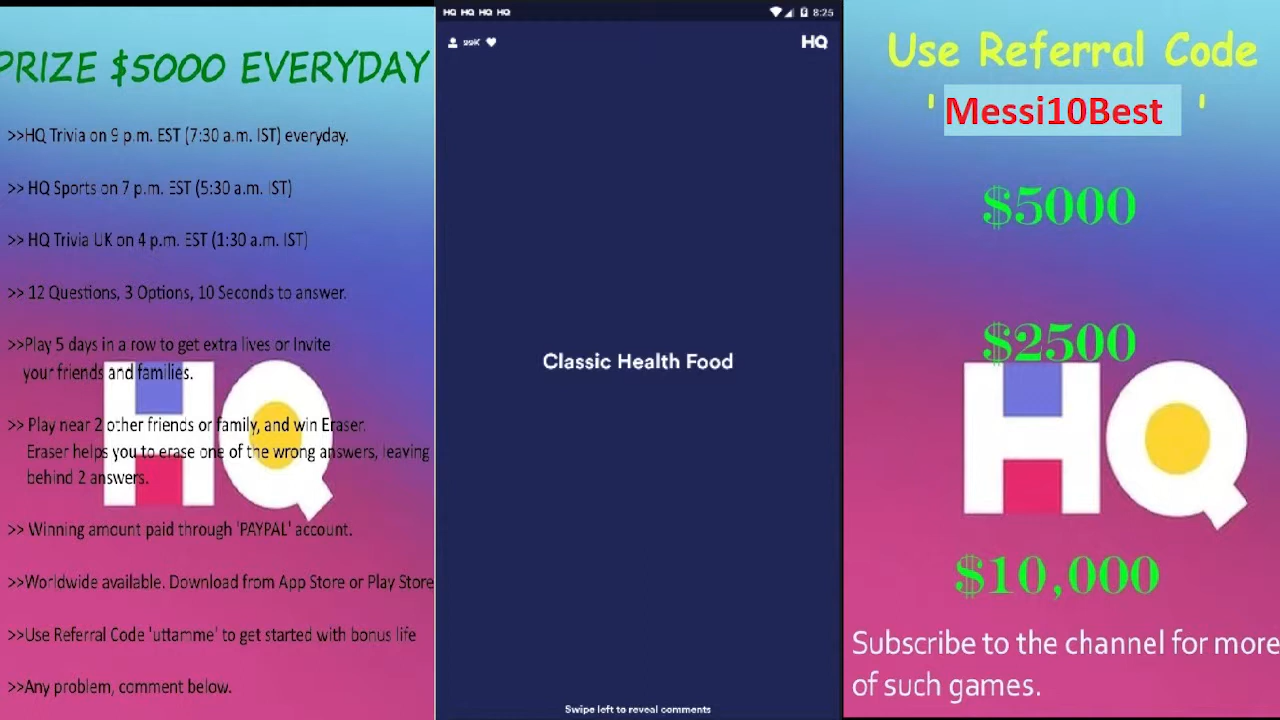 PRIZE $5000 EVERYDAY
>>HQ Trivia on 9 p.m. EST (7:30 a.m. IST) everyday.
>> HQ Sports on 7 p.m. EST (5:30 a.m. IST)
>> HQ Trivia UK on 4 p.m. EST (1:30 a.m. IST)
>> 12 Questions, 3 Options, 10 Seconds to answer.
>>Play 5 days in a row to get extra lives or Invite
your friends and families.
>> Play near 2 other friends or family, and win Eraser.
Eraser helps you to erase one of the wrong answers, leaving
behind 2 answers.
>> Winning amount paid through 'PAYPAL' account.
>>Worldwide available. Download from App Store or Play Store
>>Use Referral Code 'uttamme' to get started with bonus life
>>Any problem, comment below.
HQ
HQ HQ HQ HQ 8:25
99K HQ
Classic Health Food
Swipe left to reveal comments
Use Referral Code
' Messi10Best '
$5000
$2500
HQ
$10,000
Subscribe to the channel for more
of such games.